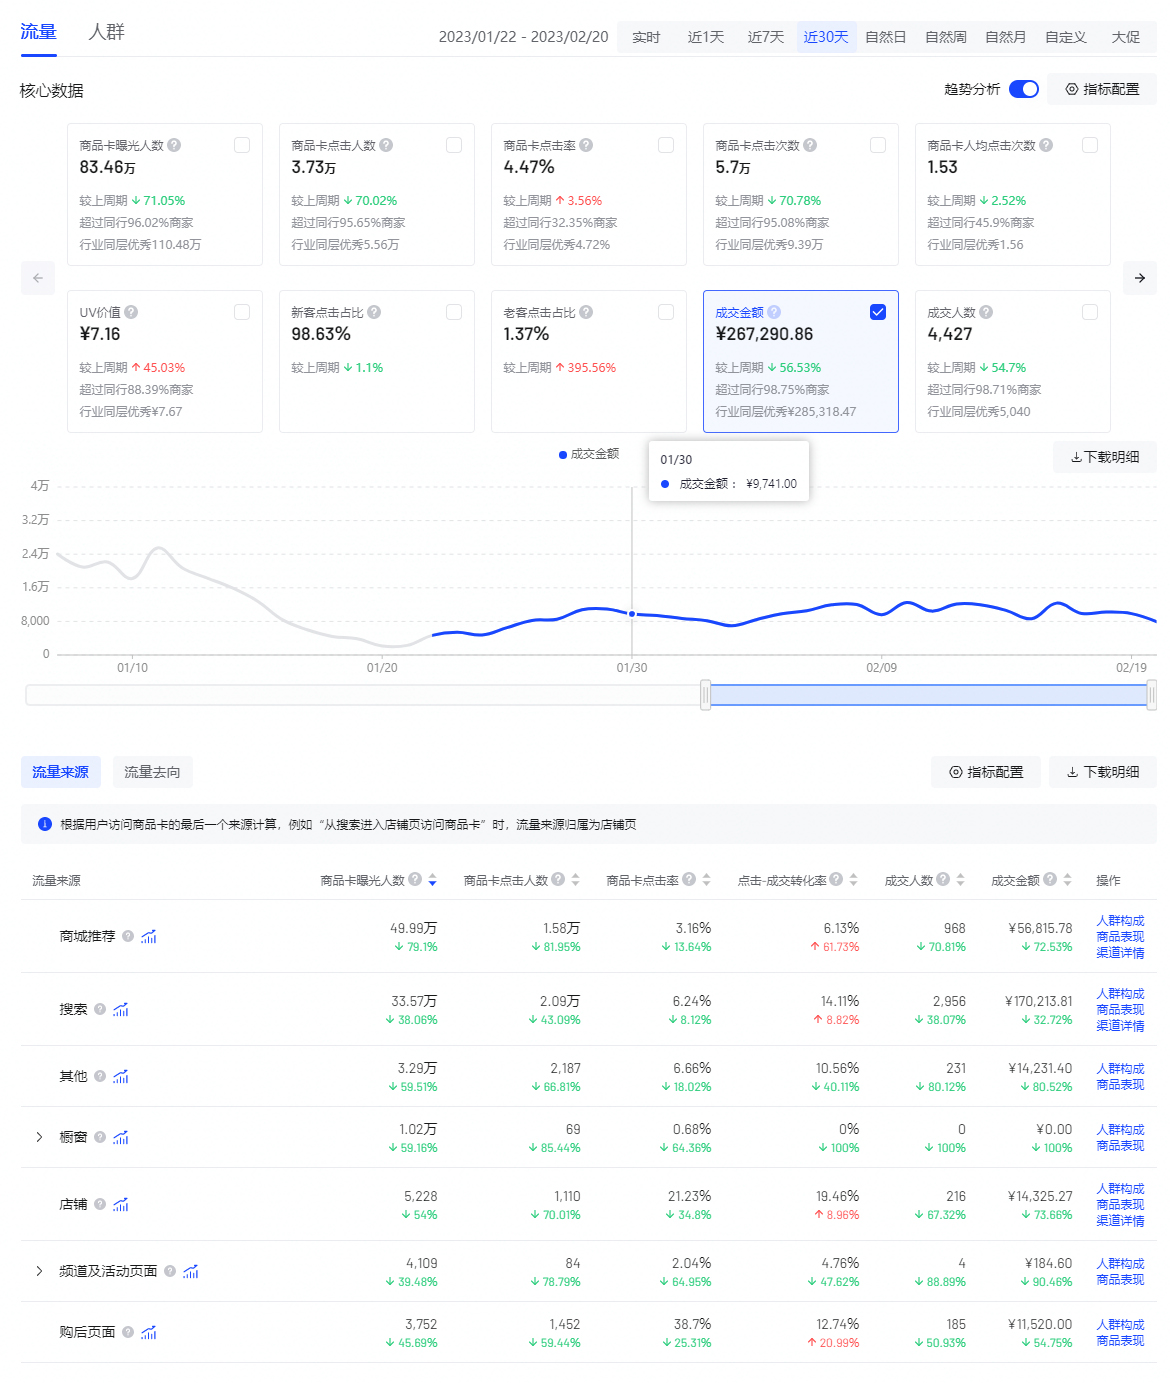 流量 人群
2023/01/22 - 2023/02/20 实时 近1天 近7天 近30天 自然日 自然周 自然月 自定义 大促
核心数据 趋势分析 指标配置
商品卡曝光人数 商品卡点击人数 商品卡点击率 商品卡点击次数 商品卡人均点击次数
83.46万 3.73万 4.47% 5.7万 1.53
较上周期 ↓ 71.05% 较上周期 ↓ 70.02% 较上周期 ↑ 3.56% 较上周期 ↓ 70.78% 较上周期 ↓ 2.52%
超过同行96.02%商家 超过同行95.65%商家 超过同行32.35%商家 超过同行95.08%商家 超过同行45.9%商家
行业同层优秀110.48万 行业同层优秀5.56万 行业同层优秀4.72% 行业同层优秀9.39万 行业同层优秀1.56
UV价值 新客点击占比 老客点击占比 成交金额 成交人数
¥7.16 98.63% 1.37% ¥267,290.86 4,427
较上周期 ↑ 45.03% 较上周期 ↓ 1.1% 较上周期 ↑ 395.56% 较上周期 ↓ 56.53% 较上周期 ↓ 54.7%
超过同行88.39%商家 超过同行98.75%商家 超过同行98.71%商家
行业同层优秀¥7.67 行业同层优秀¥285,318.47 行业同层优秀5,040
成交金额 下载明细
01/30
成交金额： ¥9,741.00
4万
3.2万
2.4万
1.6万
8,000
0
01/10 01/20 01/30 02/09 02/19
流量来源 流量去向 指标配置 下载明细
根据用户访问商品卡的最后一个来源计算，例如“从搜索进入店铺页访问商品卡”时，流量来源归属为店铺页
流量来源 商品卡曝光人数 商品卡点击人数 商品卡点击率 点击-成交转化率 成交人数 成交金额 操作
商城推荐 49.99万 1.58万 3.16% 6.13% 968 ¥56,815.78 人群构成
↓ 79.1% ↓ 81.95% ↓ 13.64% ↑ 61.73% ↓ 70.81% ↓ 72.53% 商品表现
渠道详情
搜索 33.57万 2.09万 6.24% 14.11% 2,956 ¥170,213.81 人群构成
↓ 38.06% ↓ 43.09% ↓ 8.12% ↑ 8.82% ↓ 38.07% ↓ 32.72% 商品表现
渠道详情
其他 3.29万 2,187 6.66% 10.56% 231 ¥14,231.40 人群构成
↓ 59.51% ↓ 66.81% ↓ 18.02% ↓ 40.11% ↓ 80.12% ↓ 80.52% 商品表现
橱窗 1.02万 69 0.68% 0% 0 ¥0.00 人群构成
↓ 59.16% ↓ 85.44% ↓ 64.36% ↓ 100% ↓ 100% ↓ 100% 商品表现
店铺 5,228 1,110 21.23% 19.46% 216 ¥14,325.27 人群构成
↓ 54% ↓ 70.01% ↓ 34.8% ↑ 8.96% ↓ 67.32% ↓ 73.66% 商品表现
渠道详情
频道及活动页面 4,109 84 2.04% 4.76% 4 ¥184.60 人群构成
↓ 39.48% ↓ 78.79% ↓ 64.95% ↓ 47.62% ↓ 88.89% ↓ 90.46% 商品表现
购后页面 3,752 1,452 38.7% 12.74% 185 ¥11,520.00 人群构成
↓ 45.69% ↓ 59.44% ↓ 25.31% ↑ 20.99% ↓ 50.93% ↓ 54.75% 商品表现